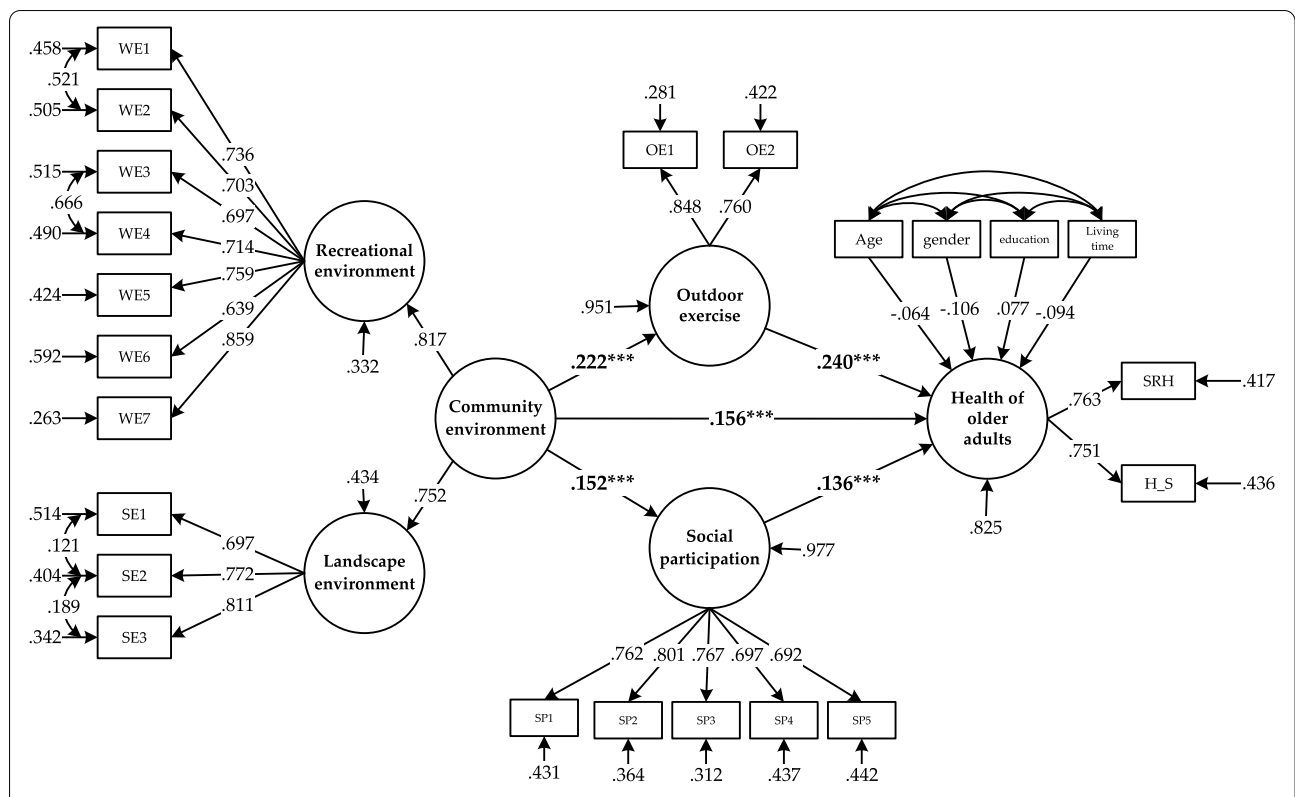 .458
WE1
.521
.505
WE2
.515
WE3
.666
.490
WE4
.424
WE5
.592
WE6
.263
WE7
.736
.703
.697
.714
.759
.639
.859
Recreational
environment
.332
.817
.281
.422
OE1
OE2
.848
.760
Outdoor
exercise
.951
.222***
.240***
Age
gender
education
Living
time
-.064
-.106
.077
-.094
Community
environment
.156***
Health of
older
adults
.825
.763
SRH
.417
.751
H_S
.436
.152***
.136***
.752
.434
Landscape
environment
.514
SE1
.121
.404
SE2
.189
.342
SE3
.697
.772
.811
Social
participation
.977
.762
.801
.767
.697
.692
SP1
SP2
SP3
SP4
SP5
.431
.364
.312
.437
.442